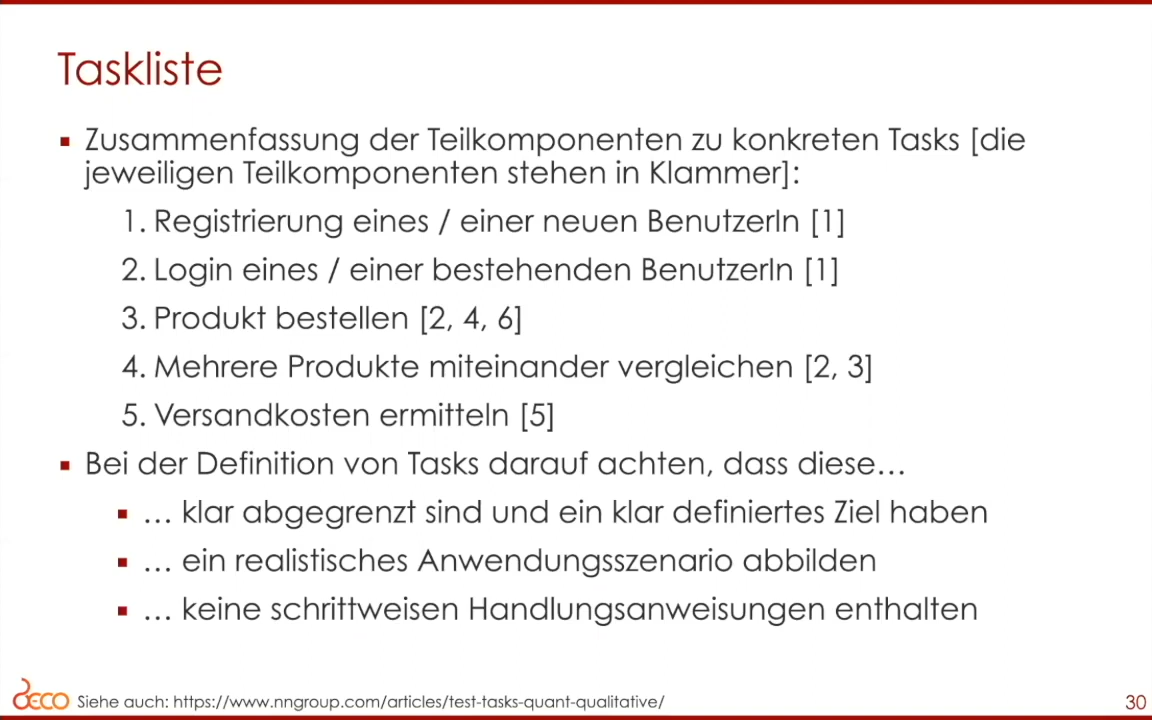 Taskliste
▪ Zusammenfassung der Teilkomponenten zu konkreten Tasks [die
jeweiligen Teilkomponenten stehen in Klammer]:
1. Registrierung eines / einer neuen BenutzerIn [1]
2. Login eines / einer bestehenden BenutzerIn [1]
3. Produkt bestellen [2, 4, 6]
4. Mehrere Produkte miteinander vergleichen [2, 3]
5. Versandkosten ermitteln [5]
▪ Bei der Definition von Tasks darauf achten, dass diese…
▪ … klar abgegrenzt sind und ein klar definiertes Ziel haben
▪ … ein realistisches Anwendungsszenario abbilden
▪ … keine schrittweisen Handlungsanweisungen enthalten
DECO Siehe auch: https://www.nngroup.com/articles/test-tasks-quant-qualitative/ 30